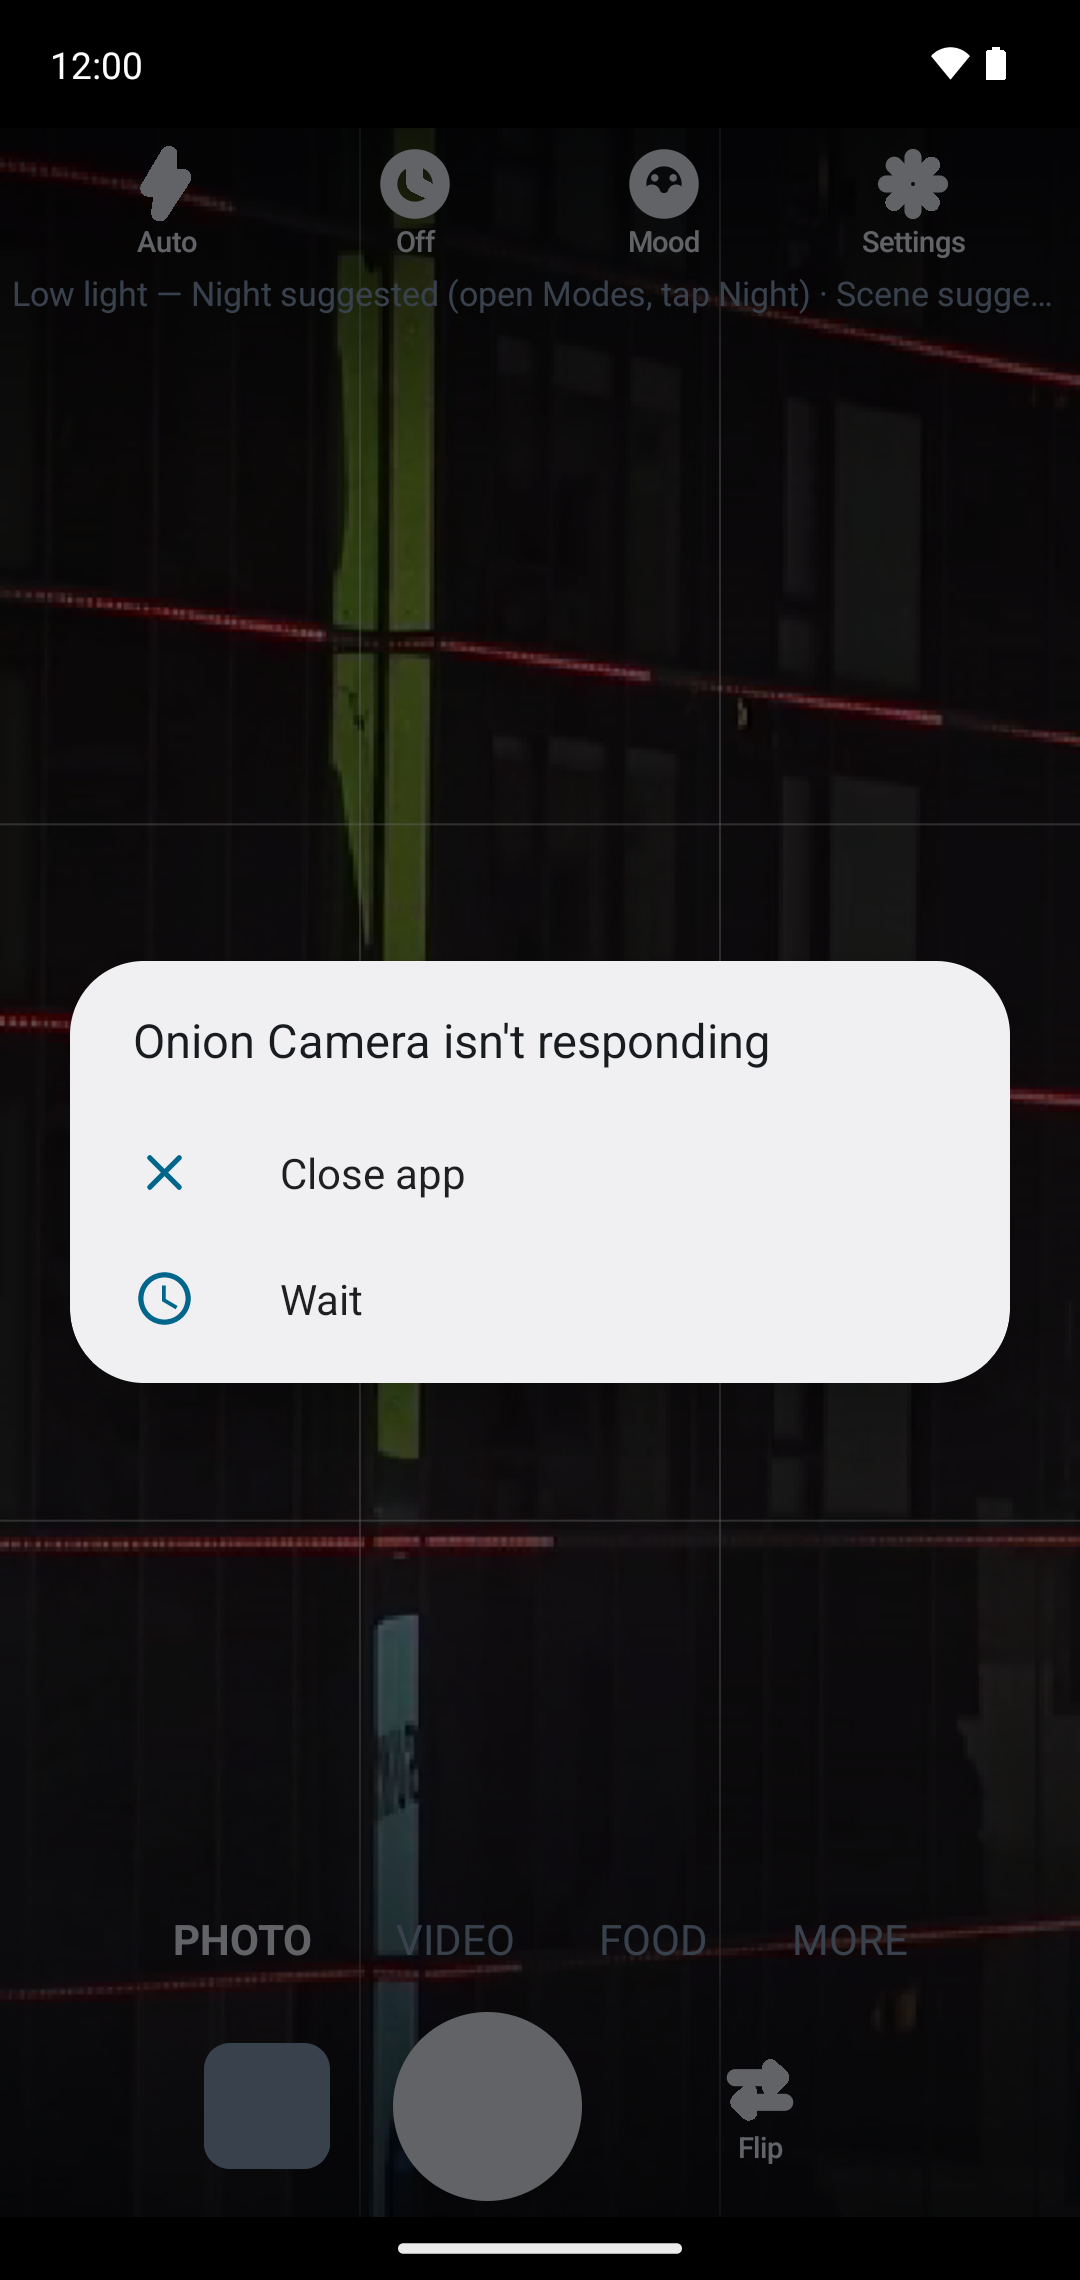 12:00
Auto
Off
Mood
Settings
Low light — Night suggested (open Modes, tap Night) · Scene sugge…
Onion Camera isn't responding
Close app
Wait
PHOTO
VIDEO
FOOD
MORE
Flip